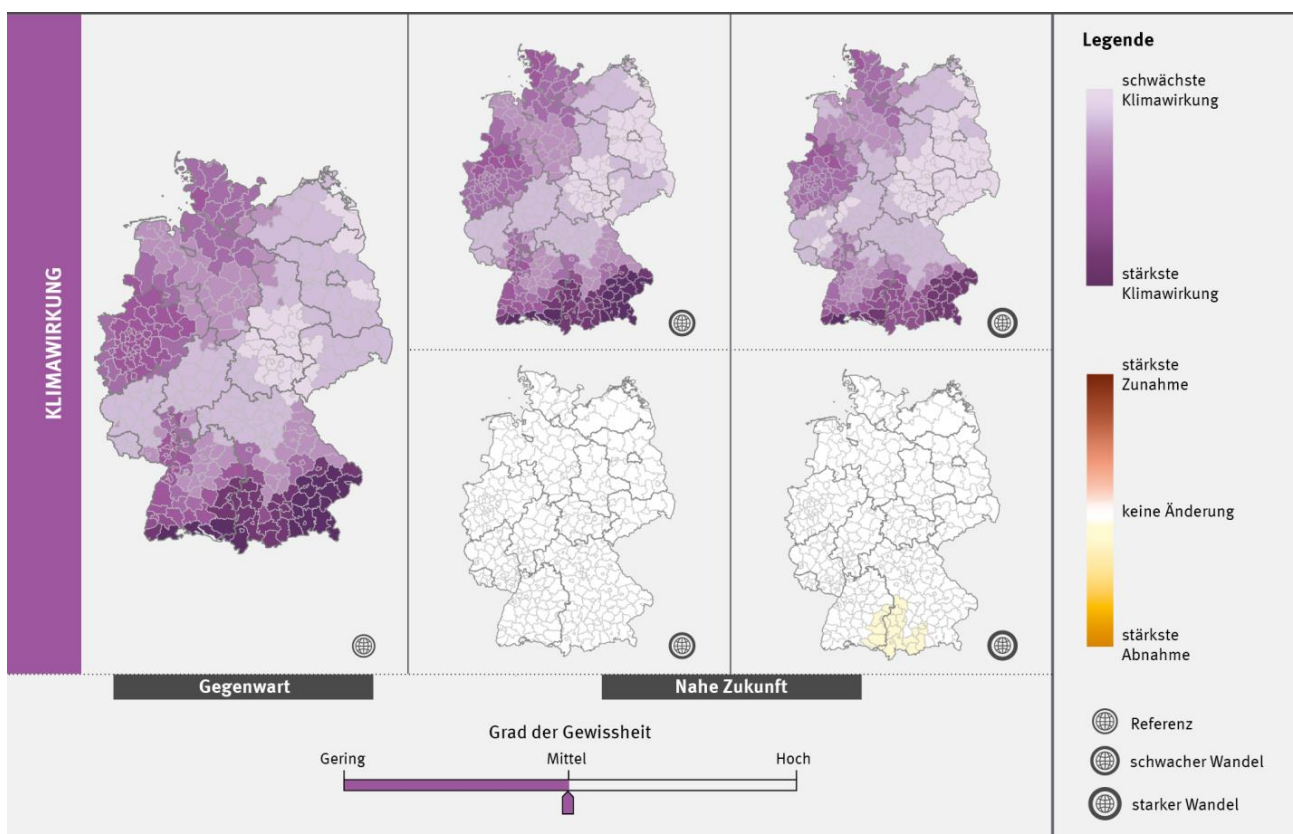 KLIMAWIRKUNG
Gegenwart
Nahe Zukunft
Grad der Gewissheit
Gering
Mittel
Hoch
Legende
schwächste
Klimawirkung
stärkste
Klimawirkung
stärkste
Zunahme
keine Änderung
stärkste
Abnahme
Referenz
schwacher Wandel
starker Wandel